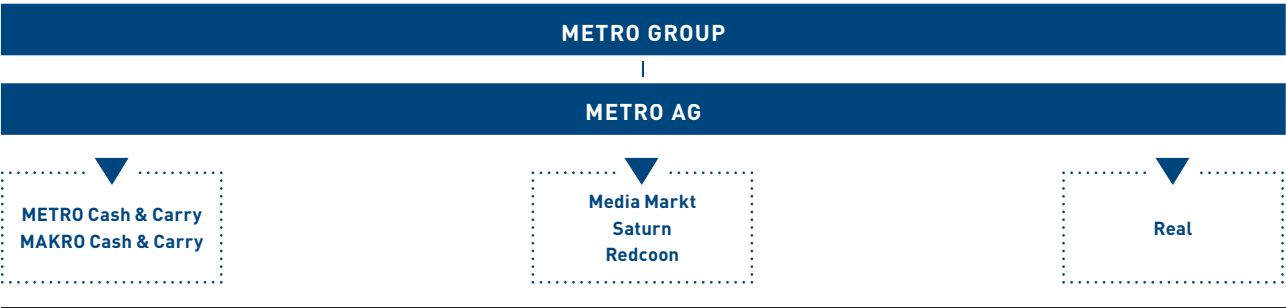 METRO GROUP
METRO AG
METRO Cash & Carry
MAKRO Cash & Carry
Media Markt
Saturn
Redcoon
Real